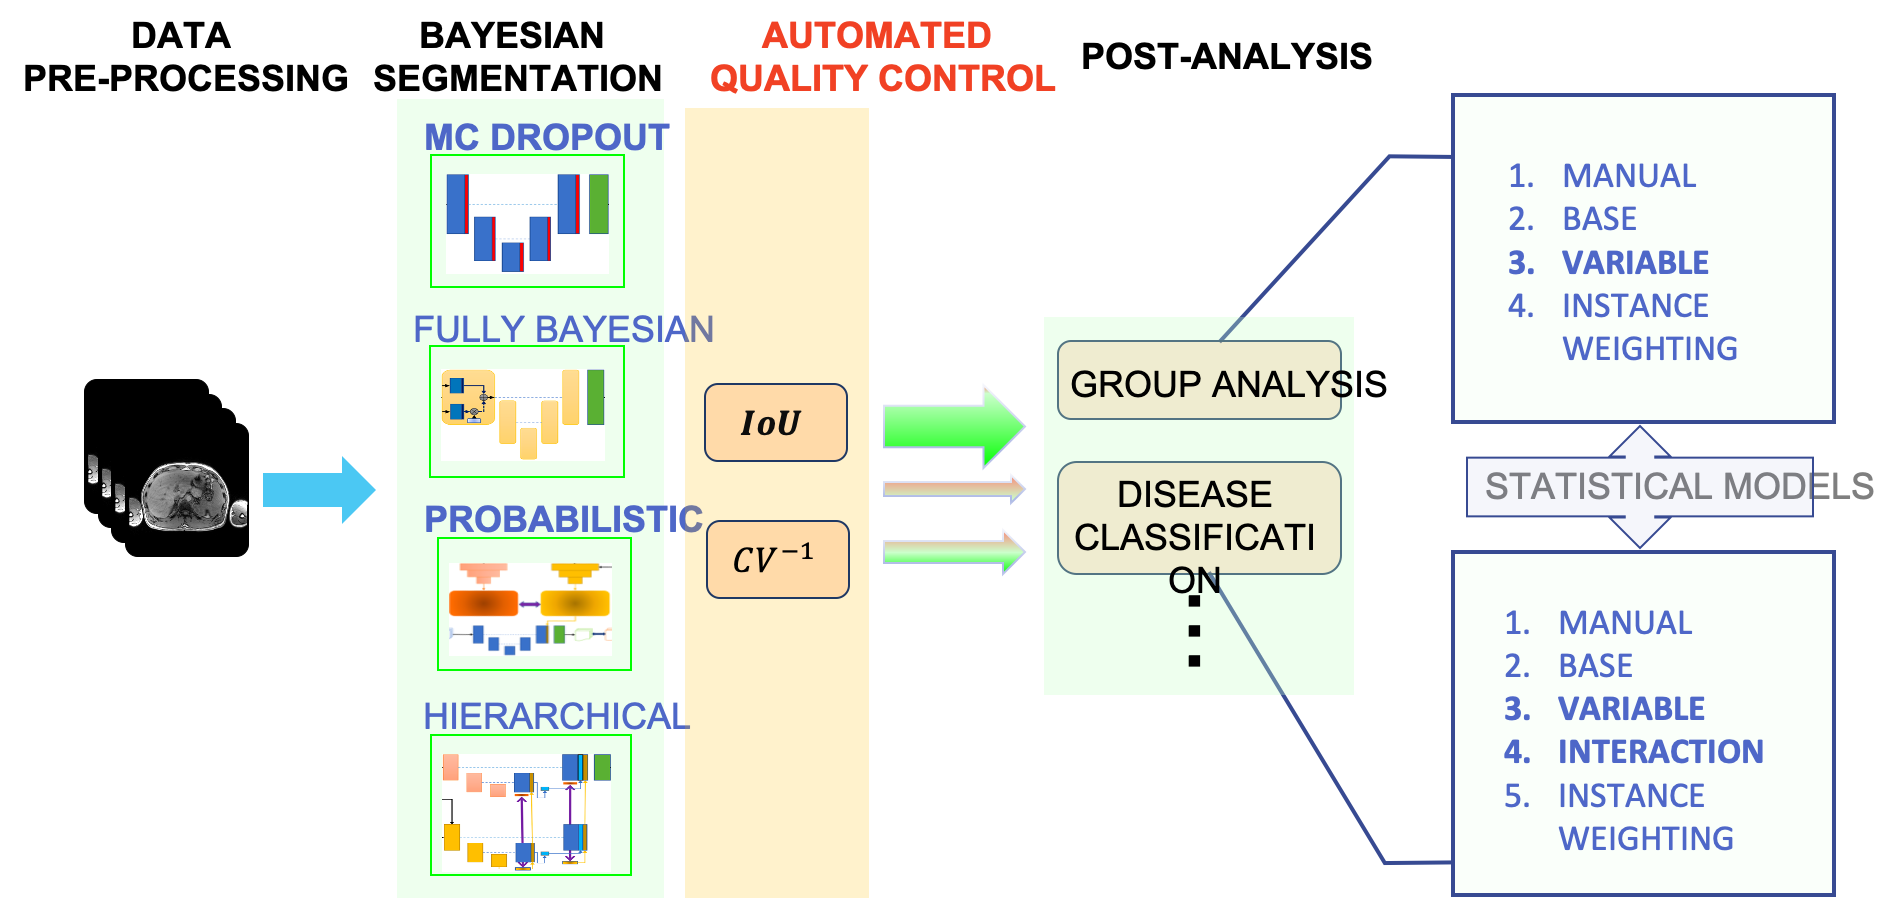 DATA
PRE-PROCESSING
BAYESIAN
SEGMENTATION
AUTOMATED
QUALITY CONTROL
POST-ANALYSIS
MC DROPOUT
FULLY BAYESIAN
PROBABILISTIC
HIERARCHICAL
IoU
CV⁻¹
GROUP ANALYSIS
DISEASE
CLASSIFICATI
ON
1. MANUAL
2. BASE
3. VARIABLE
4. INSTANCE
WEIGHTING
STATISTICAL MODELS
1. MANUAL
2. BASE
3. VARIABLE
4. INTERACTION
5. INSTANCE
WEIGHTING